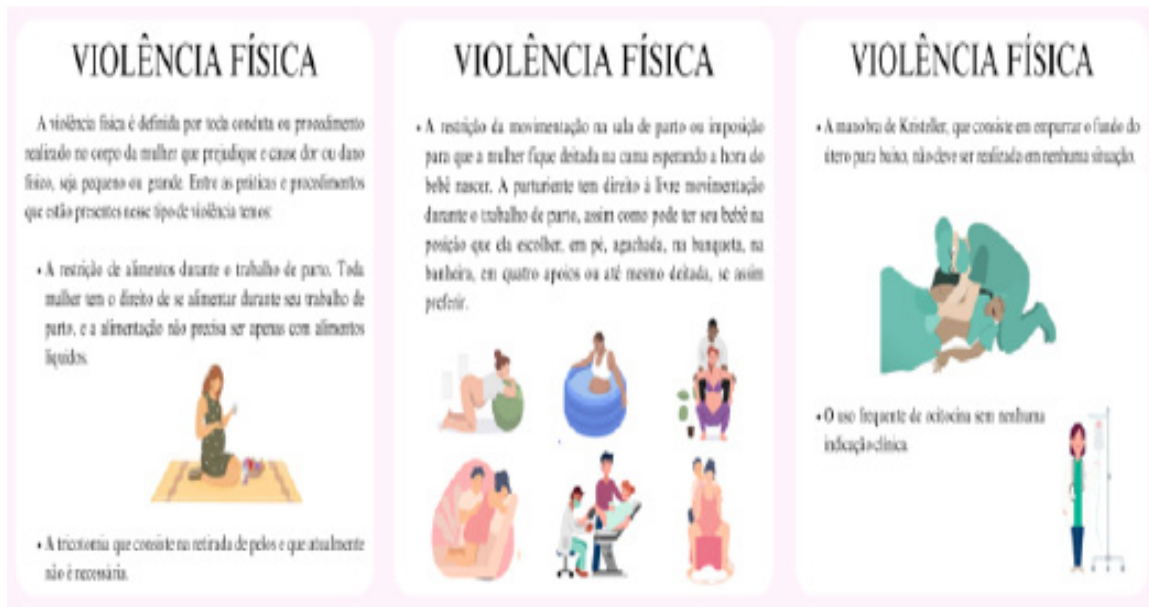 VIOLÊNCIA FÍSICA
A violência física é definida por toda conduta ou procedimento
realizado no corpo da mulher que prejudique e cause dor ou dano
físico, seja pequeno ou grande. Entre as práticas e procedimentos
que estão presentes nesse tipo de violência temos:
• A restrição de alimentos durante o trabalho de parto. Toda
mulher tem o direito de se alimentar durante seu trabalho de
parto, e a alimentação não precisa ser apenas com alimentos
líquidos.
• A tricotomia que consiste na retirada de pelos e que atualmente
não é necessária.
VIOLÊNCIA FÍSICA
• A restrição da movimentação na sala de parto ou imposição
para que a mulher fique deitada na cama esperando a hora do
bebê nascer. A parturiente tem direito à livre movimentação
durante o trabalho de parto, assim como pode ter seu bebê na
posição que ela escolher, em pé, agachada, na banqueta, na
banheira, em quatro apoios ou até mesmo deitada, se assim
preferir.
VIOLÊNCIA FÍSICA
• A manobra de Kristeller, que consiste em empurrar o fundo do
útero para baixo, não deve ser realizada em nenhuma situação.
• O uso frequente de ocitocina sem nenhuma
indicação clínica.